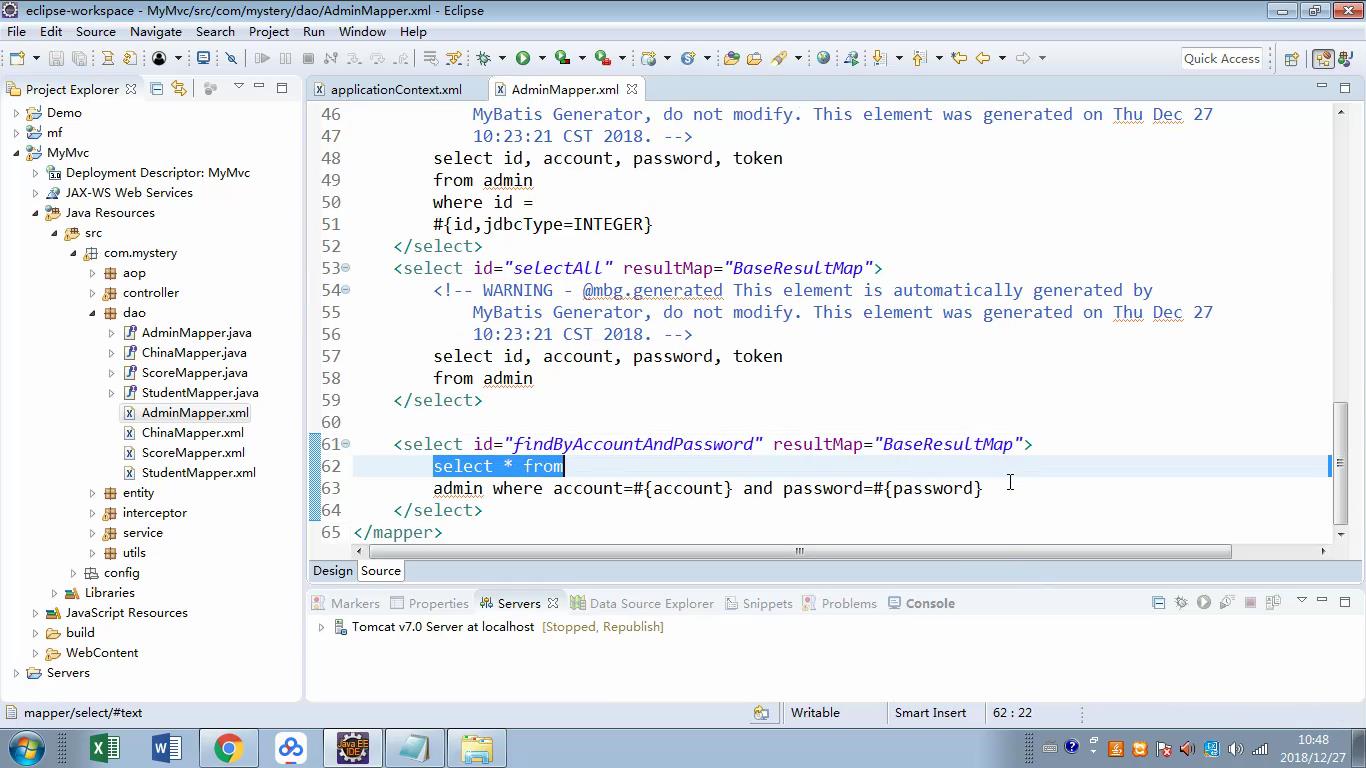 eclipse-workspace - MyMvc/src/com/mystery/dao/AdminMapper.xml - Eclipse
File Edit Source Navigate Search Project Run Window Help
Quick Access
Project Explorer
Demo
mf
MyMvc
Deployment Descriptor: MyMvc
JAX-WS Web Services
Java Resources
src
com.mystery
aop
controller
dao
AdminMapper.java
ChinaMapper.java
ScoreMapper.java
StudentMapper.java
AdminMapper.xml
ChinaMapper.xml
ScoreMapper.xml
StudentMapper.xml
entity
interceptor
service
utils
config
Libraries
JavaScript Resources
build
WebContent
Servers
applicationContext.xml AdminMapper.xml
46 MyBatis Generator, do not modify. This element was generated on Thu Dec 27
47 10:23:21 CST 2018. -->
48 select id, account, password, token
49 from admin
50 where id =
51 #{id,jdbcType=INTEGER}
52 </select>
53 <select id="selectAll" resultMap="BaseResultMap">
54 <!-- WARNING - @mbg.generated This element is automatically generated by
55 MyBatis Generator, do not modify. This element was generated on Thu Dec 27
56 10:23:21 CST 2018. -->
57 select id, account, password, token
58 from admin
59 </select>
60
61 <select id="findByAccountAndPassword" resultMap="BaseResultMap">
62 select * from
63 admin where account=#{account} and password=#{password}
64 </select>
65 </mapper>
Design Source
Markers Properties Servers Data Source Explorer Snippets Problems Console
Tomcat v7.0 Server at localhost [Stopped, Republish]
mapper/select/#text Writable Smart Insert 62 : 22
10:48
2018/12/27